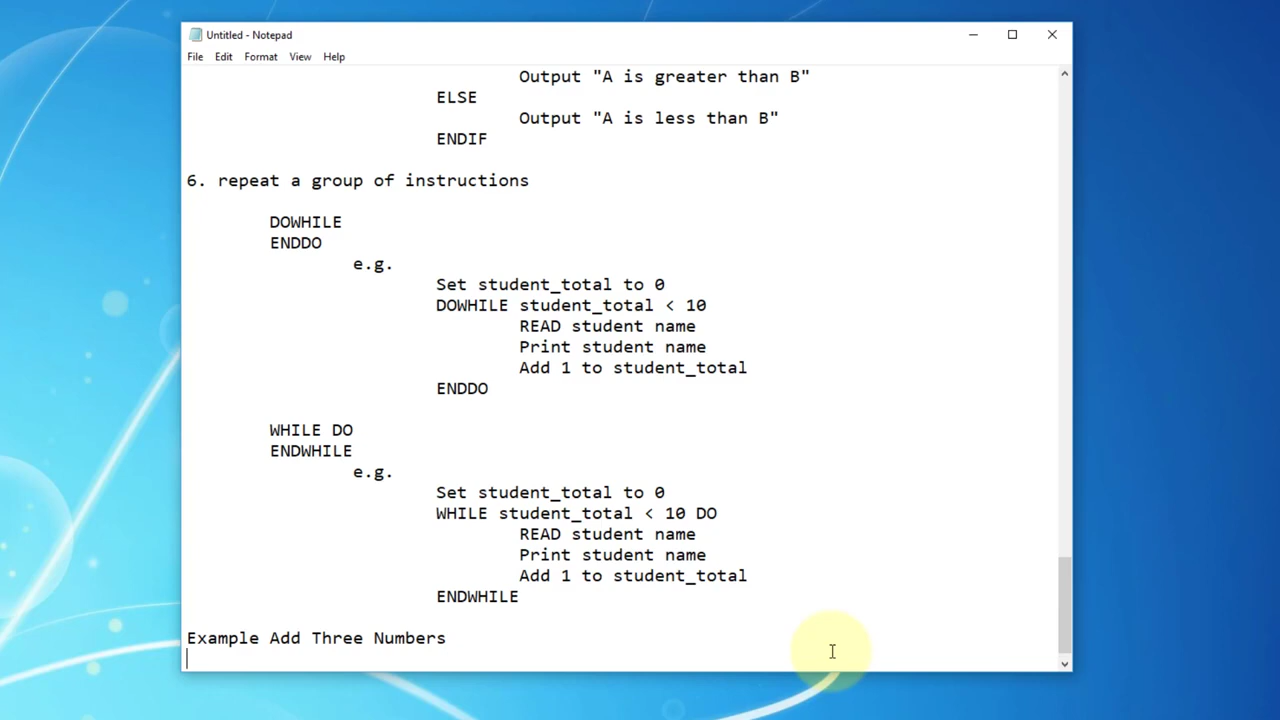 Untitled - Notepad
File Edit Format View Help
Output "A is greater than B"
ELSE
Output "A is less than B"
ENDIF
6. repeat a group of instructions
DOWHILE
ENDDO
e.g.
Set student_total to 0
DOWHILE student_total < 10
READ student name
Print student name
Add 1 to student_total
ENDDO
WHILE DO
ENDWHILE
e.g.
Set student_total to 0
WHILE student_total < 10 DO
READ student name
Print student name
Add 1 to student_total
ENDWHILE
Example Add Three Numbers